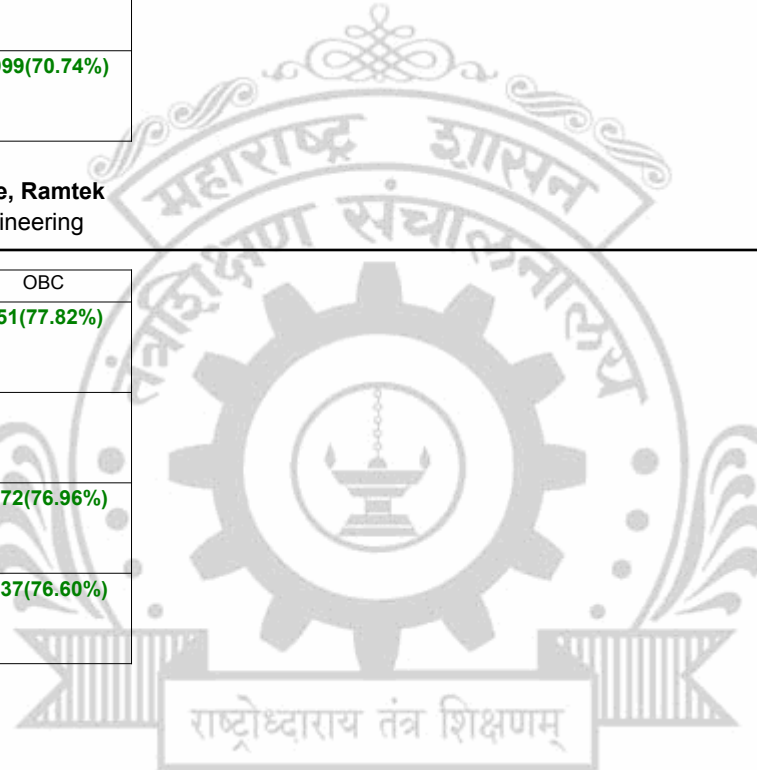 99(70.74%)
महाराष्ट्र शासन
e, Ramtek
ineering
तंत्रशिक्षण संचालनालय
OBC
51(77.82%)
72(76.96%)
37(76.60%)
राष्ट्रोध्दाराय तंत्र शिक्षणम्